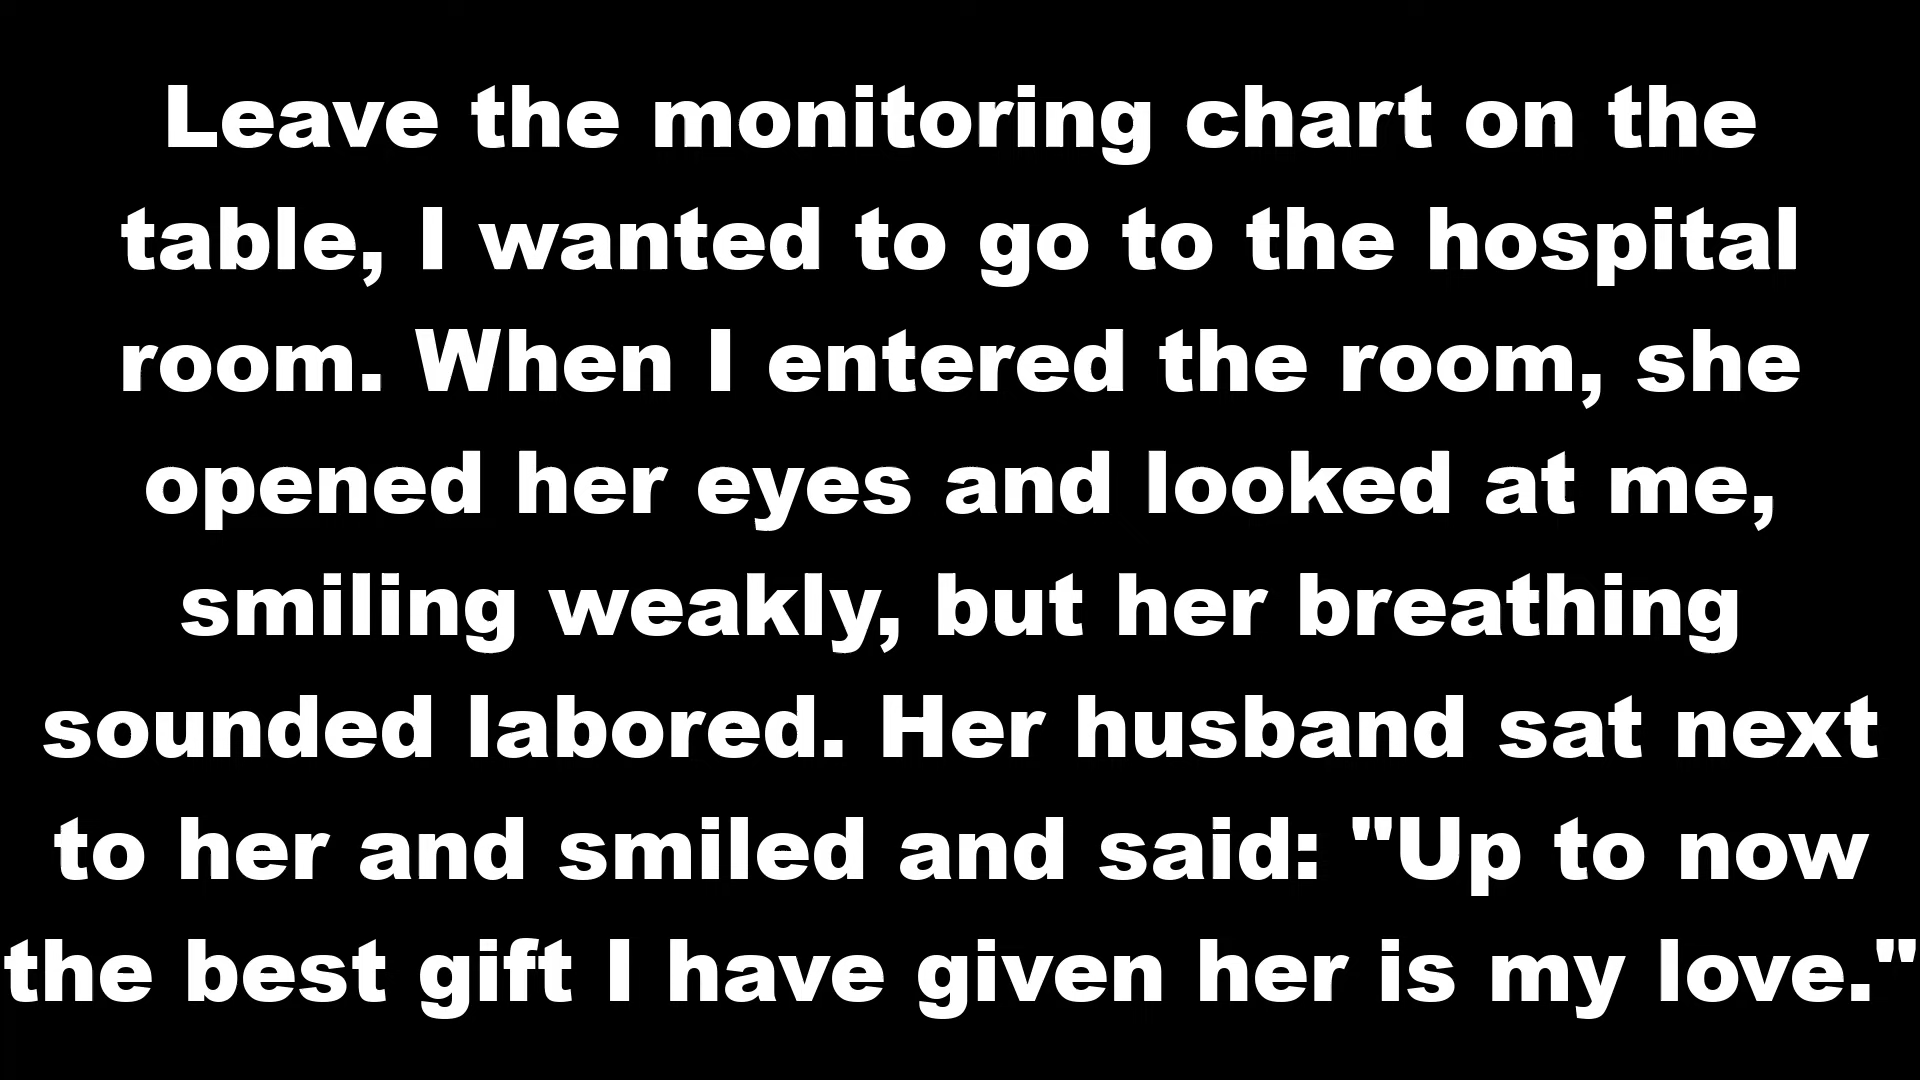 Leave the monitoring chart on the
table, I wanted to go to the hospital
room. When I entered the room, she
opened her eyes and looked at me,
smiling weakly, but her breathing
sounded labored. Her husband sat next
to her and smiled and said: "Up to now
the best gift I have given her is my love."